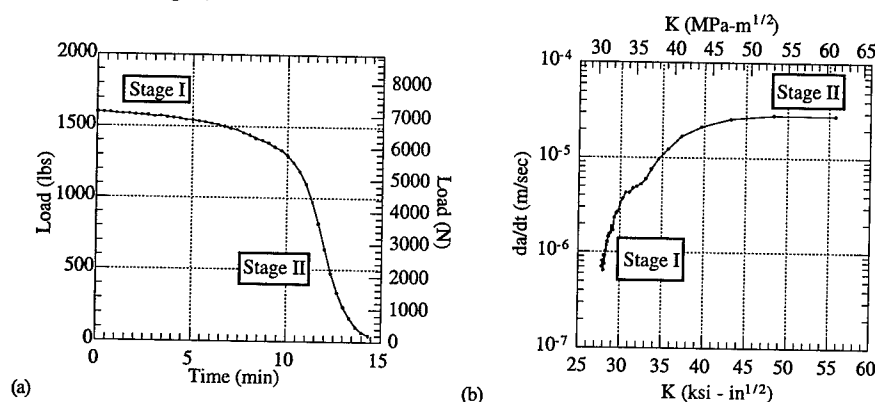 2000
1500
1000
500
0
Load (lbs)
Stage I
Stage II
8000
7000
6000
5000
4000
3000
2000
1000
0
Load (N)
0 5 10 15
Time (min)
(a)
K (MPa-m^1/2)
30 35 40 45 50 55 60 65
10^-4
10^-5
10^-6
10^-7
da/dt (m/sec)
Stage II
Stage I
25 30 35 40 45 50 55 60
K (ksi - in^1/2)
(b)